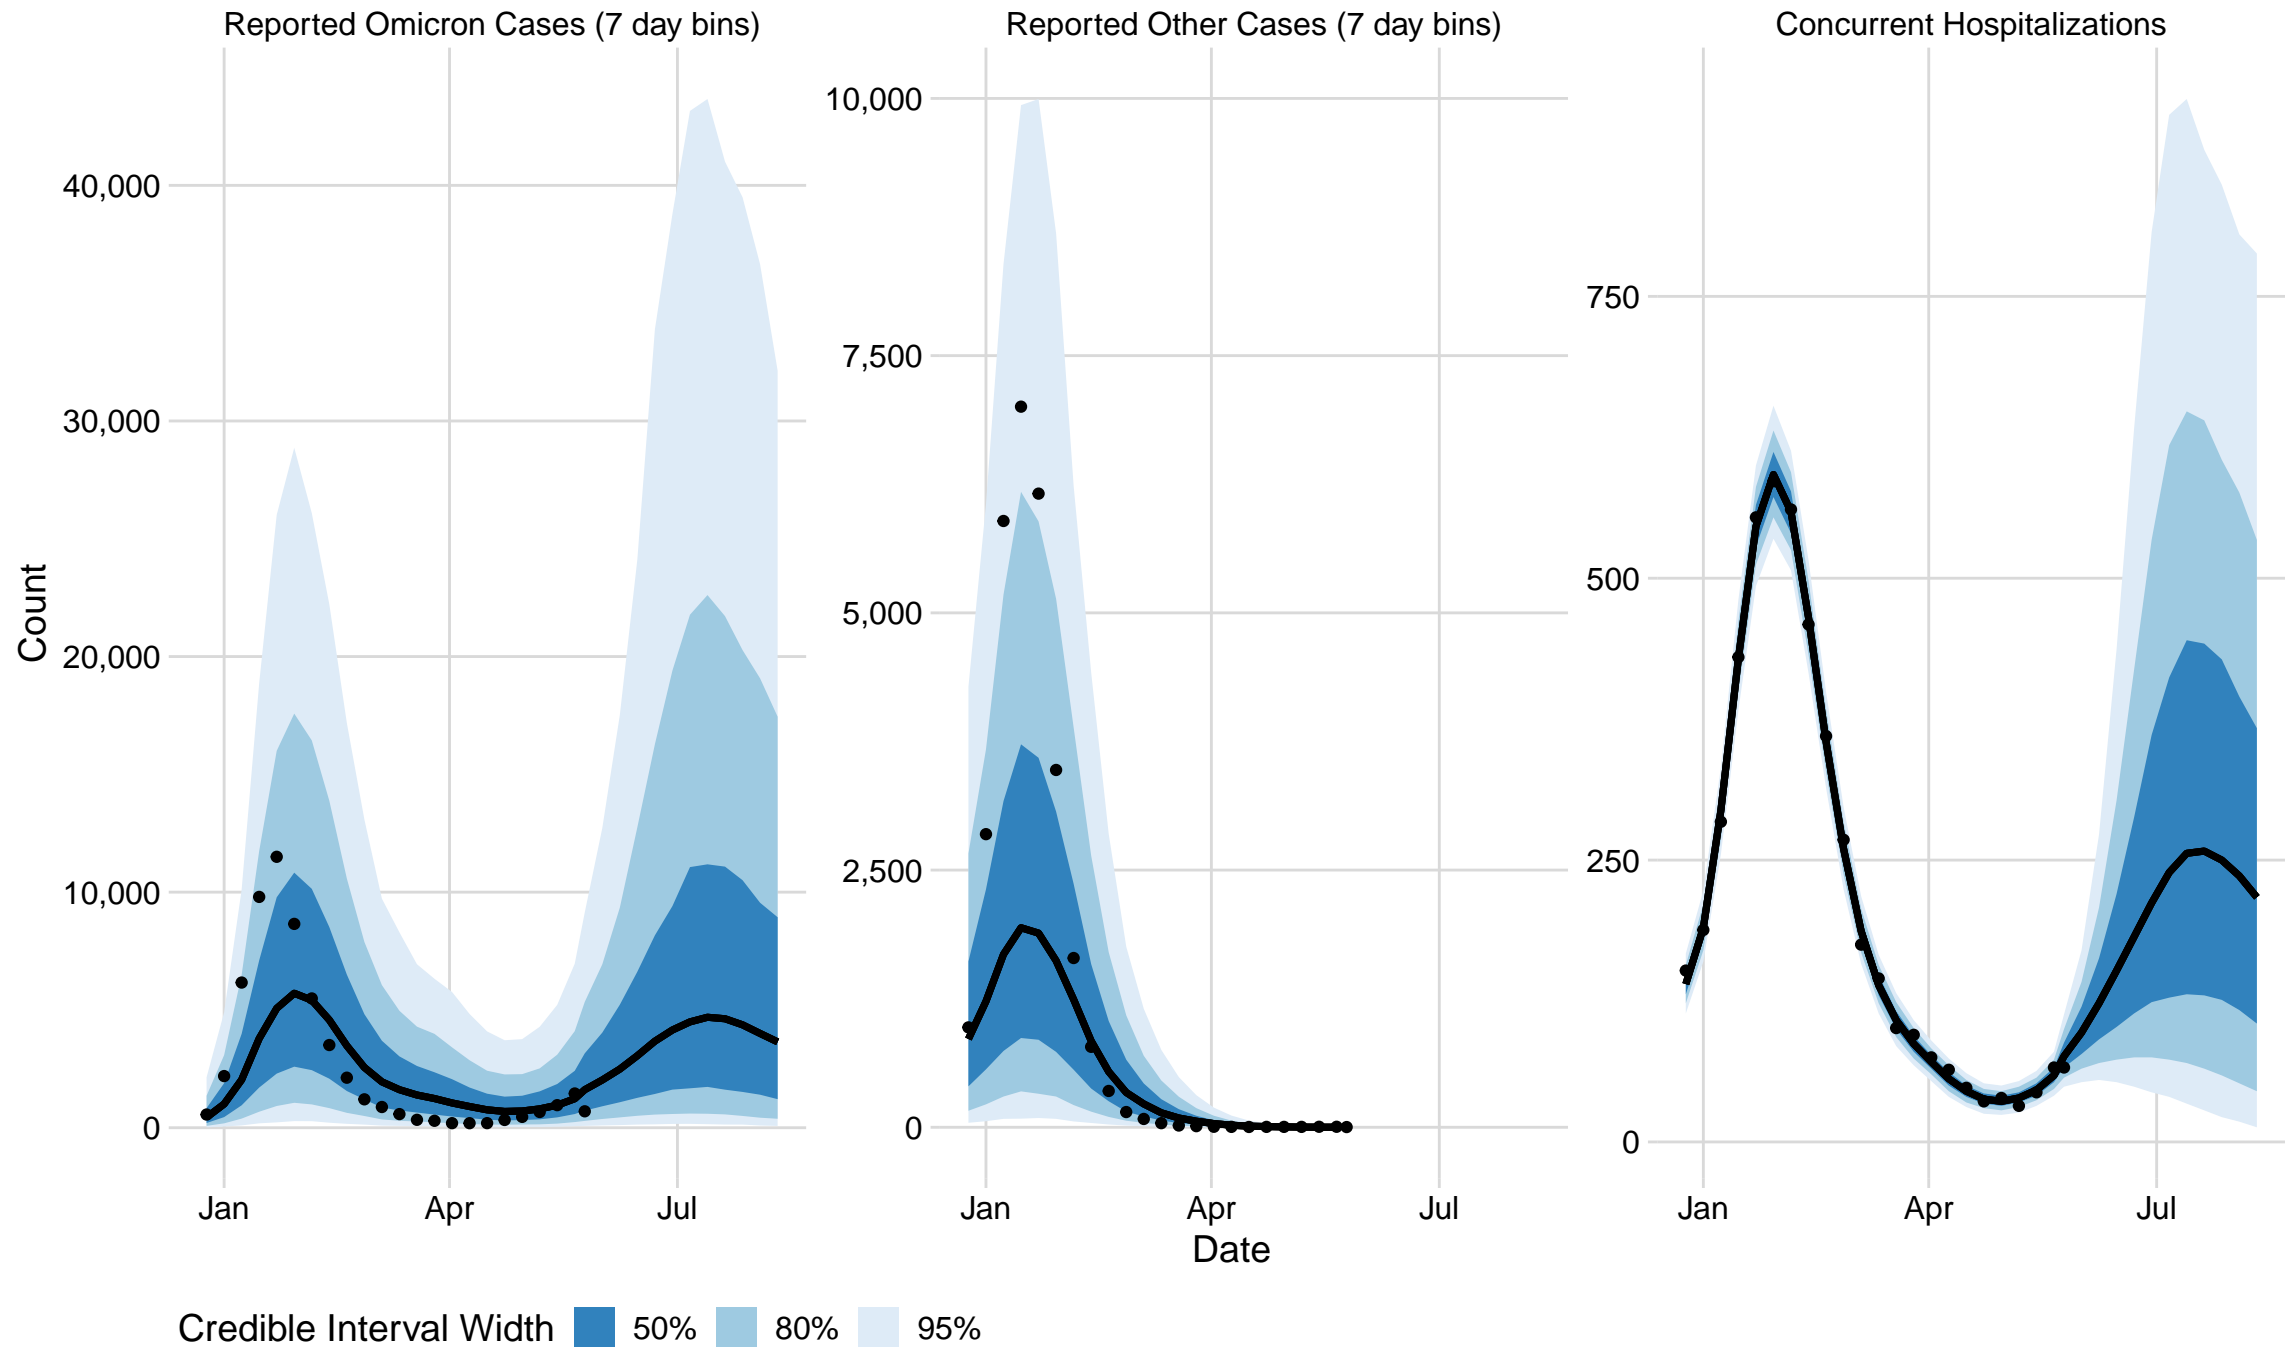 Reported Omicron Cases (7 day bins)
Reported Other Cases (7 day bins)
Concurrent Hospitalizations
Count
40,000
30,000
20,000
10,000
0
10,000
7,500
5,000
2,500
0
750
500
250
0
Jan
Apr
Jul
Jan
Apr
Jul
Jan
Apr
Jul
Date
Credible Interval Width
50%
80%
95%